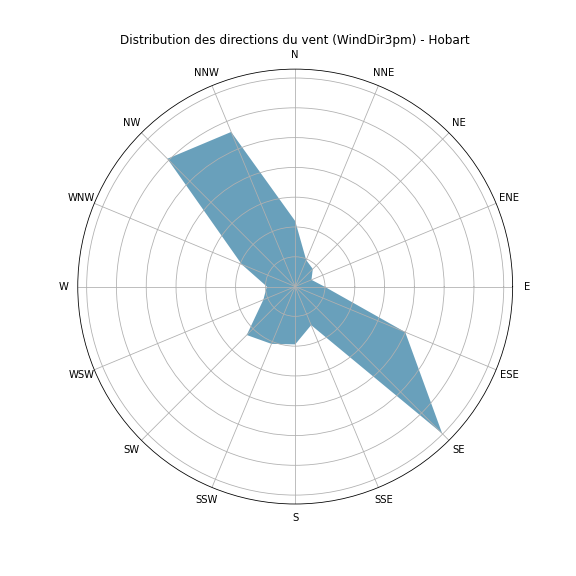 Distribution des directions du vent (WindDir3pm) - Hobart
N
NNW
NNE
NW
NE
WNW
ENE
W
E
WSW
ESE
SW
SE
SSW
SSE
S